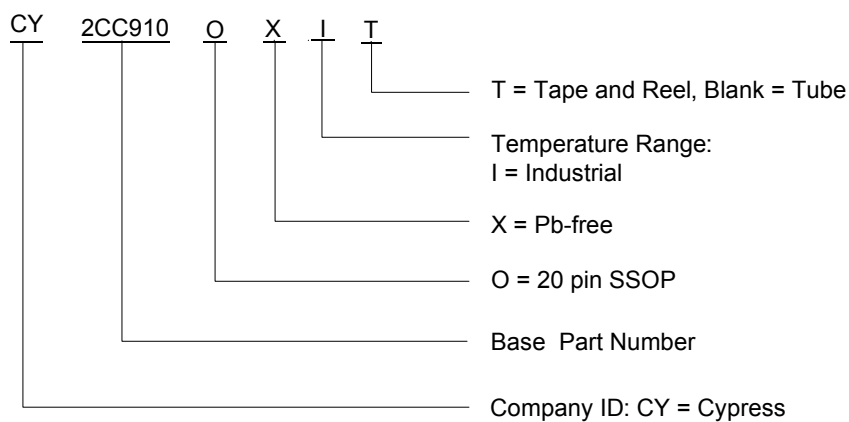 CY 2CC910 O X I T
T = Tape and Reel, Blank = Tube
Temperature Range:
I = Industrial
X = Pb-free
O = 20 pin SSOP
Base Part Number
Company ID: CY = Cypress